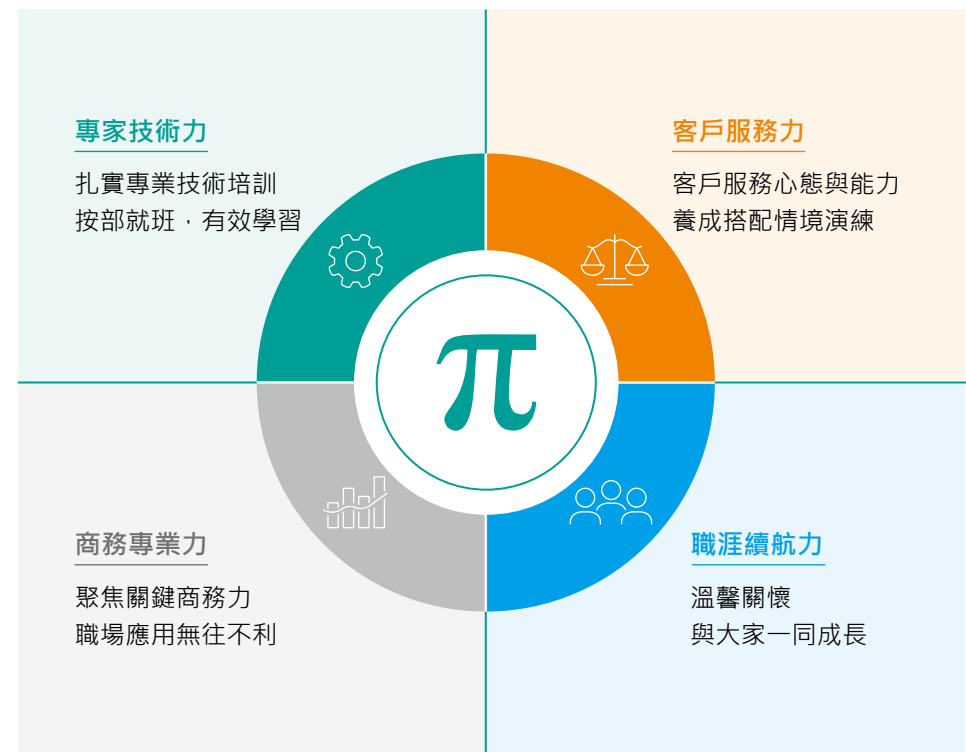 專家技術力
扎實專業技術培訓
按部就班，有效學習
客戶服務力
客戶服務心態與能力
養成搭配情境演練
π
商務專業力
聚焦關鍵商務力
職場應用無往不利
職涯續航力
溫馨關懷
與大家一同成長